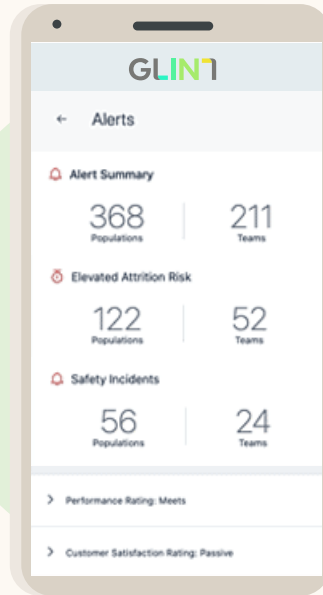 GLINT
← Alerts
Alert Summary
368 211
Populations Teams
Elevated Attrition Risk
122 52
Populations Teams
Safety Incidents
56 24
Populations Teams
> Performance Rating: Meets
> Customer Satisfaction Rating: Passive